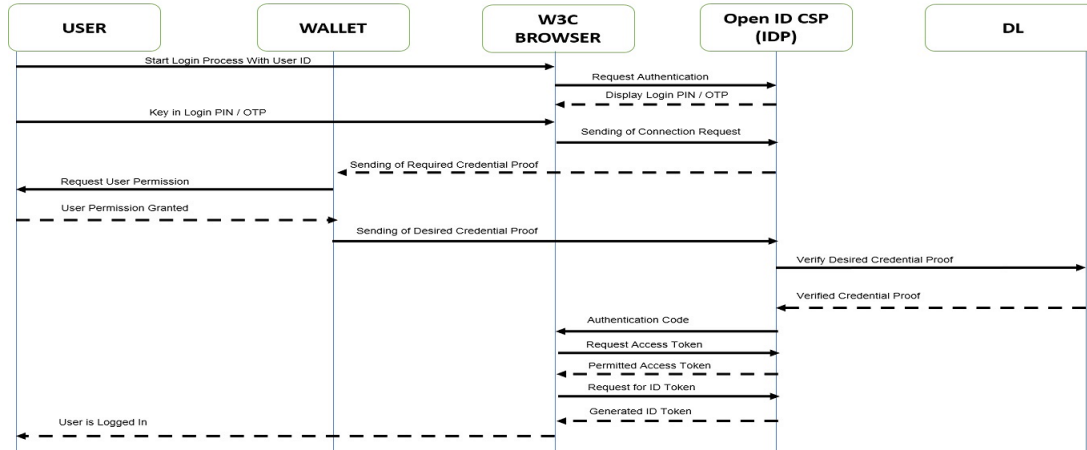 USER
WALLET
W3C
BROWSER
Open ID CSP
(IDP)
DL
Start Login Process With User ID
Request Authentication
Display Login PIN / OTP
Key in Login PIN / OTP
Sending of Connection Request
Sending of Required Credential Proof
Request User Permission
User Permission Granted
Sending of Desired Credential Proof
Verify Desired Credential Proof
Verified Credential Proof
Authentication Code
Request Access Token
Permitted Access Token
Request for ID Token
Generated ID Token
User is Logged In